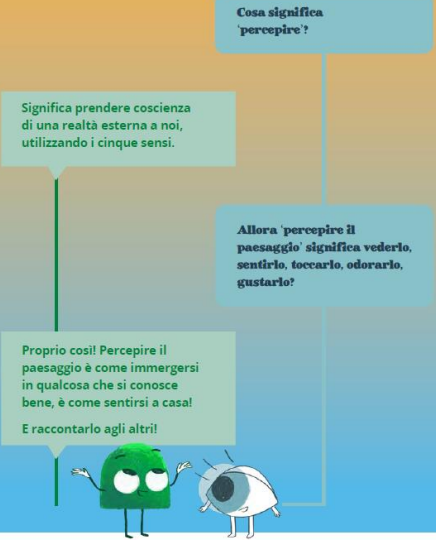 Cosa significa
‘percepire’?
Significa prendere coscienza
di una realtà esterna a noi,
utilizzando i cinque sensi.
Allora ‘percepire il
paesaggio’ significa vederlo,
sentirlo, toccarlo, odorarlo,
gustarlo?
Proprio così! Percepire il
paesaggio è come immergersi
in qualcosa che si conosce
bene, è come sentirsi a casa!
E raccontarlo agli altri!